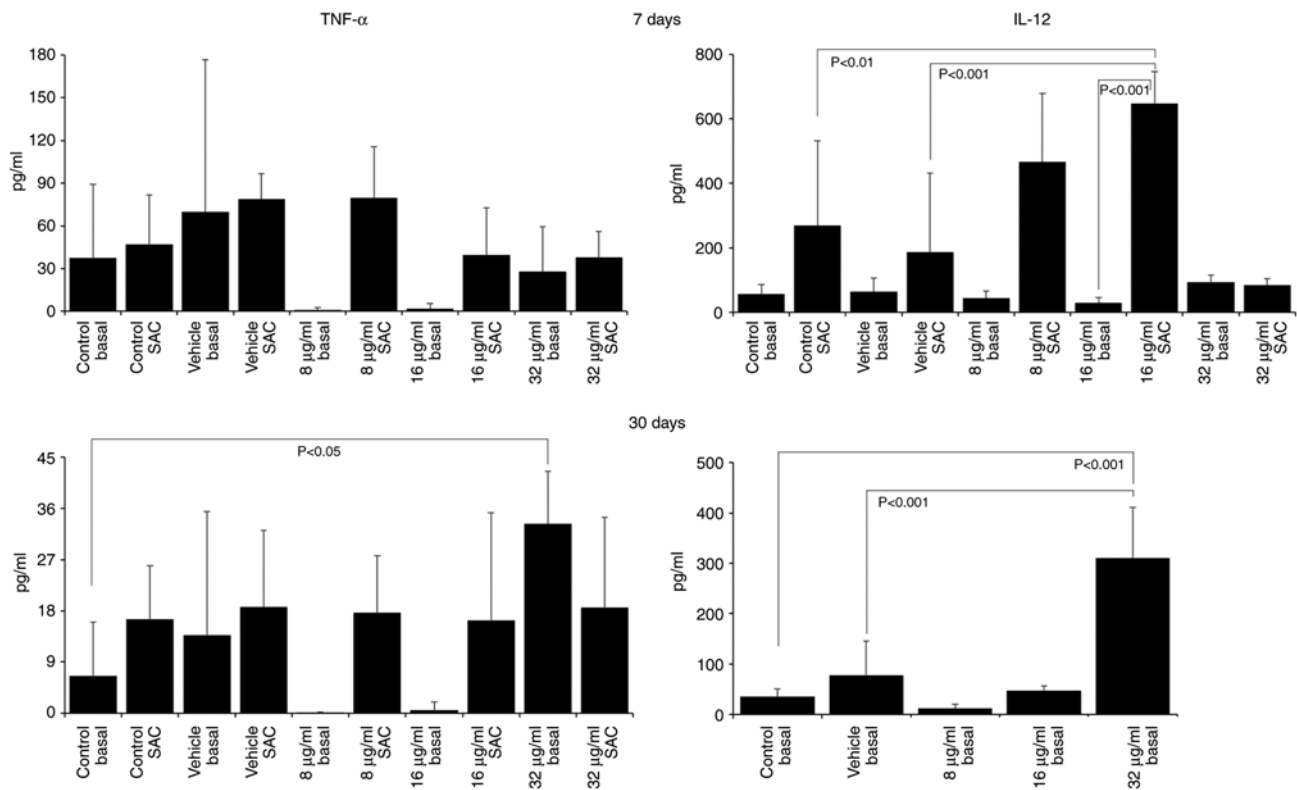 TNF-α
7 days
IL-12
180
150
120
90
60
30
0
pg/ml
Control basal
Control SAC
Vehicle basal
Vehicle SAC
8 µg/ml basal
8 µg/ml SAC
16 µg/ml basal
16 µg/ml SAC
32 µg/ml basal
32 µg/ml SAC
800
600
400
200
0
pg/ml
P<0.01
P<0.001
P<0.001
Control basal
Control SAC
Vehicle basal
Vehicle SAC
8 µg/ml basal
8 µg/ml SAC
16 µg/ml basal
16 µg/ml SAC
32 µg/ml basal
32 µg/ml SAC
30 days
45
36
27
18
9
0
pg/ml
P<0.05
Control basal
Control SAC
Vehicle basal
Vehicle SAC
8 µg/ml basal
8 µg/ml SAC
16 µg/ml basal
16 µg/ml SAC
32 µg/ml basal
32 µg/ml SAC
500
400
300
200
100
0
pg/ml
P<0.001
P<0.001
Control basal
Vehicle basal
8 µg/ml basal
16 µg/ml basal
32 µg/ml basal